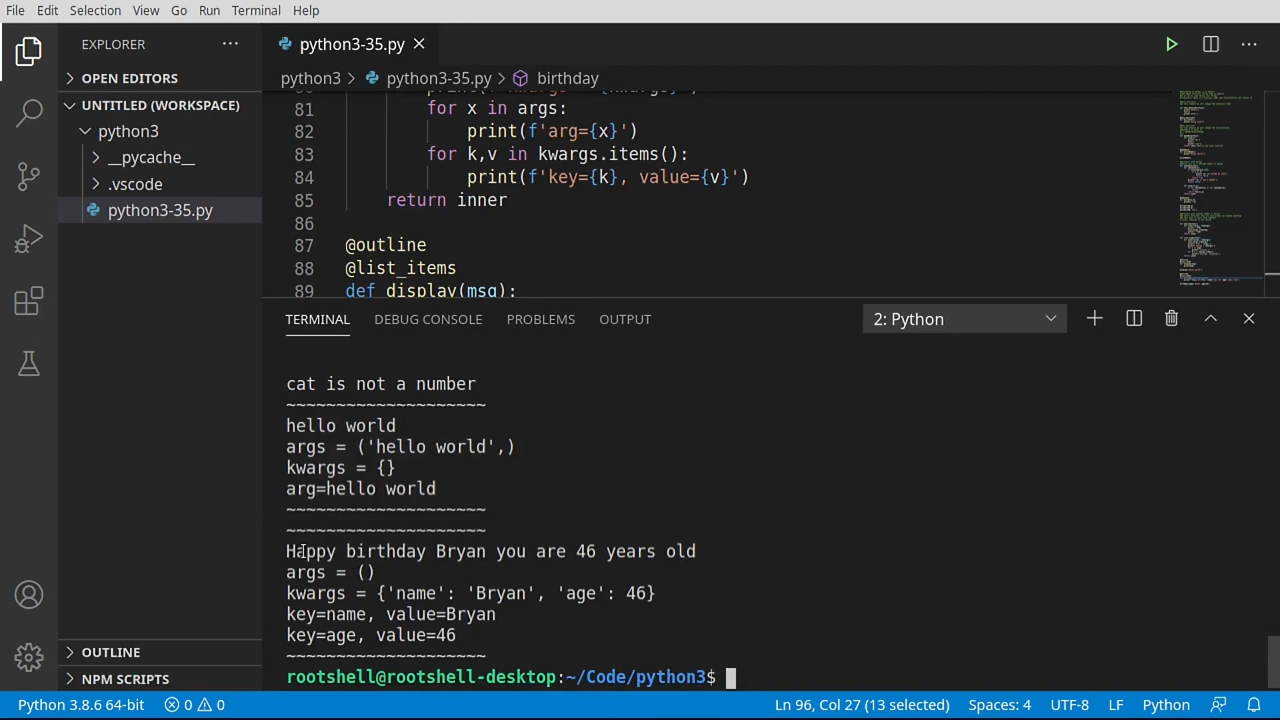 File Edit Selection View Go Run Terminal Help
EXPLORER ···
python3-35.py ×
OPEN EDITORS
UNTITLED (WORKSPACE)
python3
__pycache__
.vscode
python3-35.py
OUTLINE
NPM SCRIPTS
python3 > python3-35.py > birthday
81 for x in args:
82 print(f'arg={x}')
83 for k,v in kwargs.items():
84 print(f'key={k}, value={v}')
85 return inner
86
87 @outline
88 @list_items
89 def display(msg):
TERMINAL DEBUG CONSOLE PROBLEMS OUTPUT 2: Python
cat is not a number
~~~~~~~~~~~~~~~~~~~~
hello world
args = ('hello world',)
kwargs = {}
arg=hello world
~~~~~~~~~~~~~~~~~~~~
~~~~~~~~~~~~~~~~~~~~
Happy birthday Bryan you are 46 years old
args = ()
kwargs = {'name': 'Bryan', 'age': 46}
key=name, value=Bryan
key=age, value=46
~~~~~~~~~~~~~~~~~~~~
rootshell@rootshell-desktop:~/Code/python3$
Python 3.8.6 64-bit 0 0 Ln 96, Col 27 (13 selected) Spaces: 4 UTF-8 LF Python